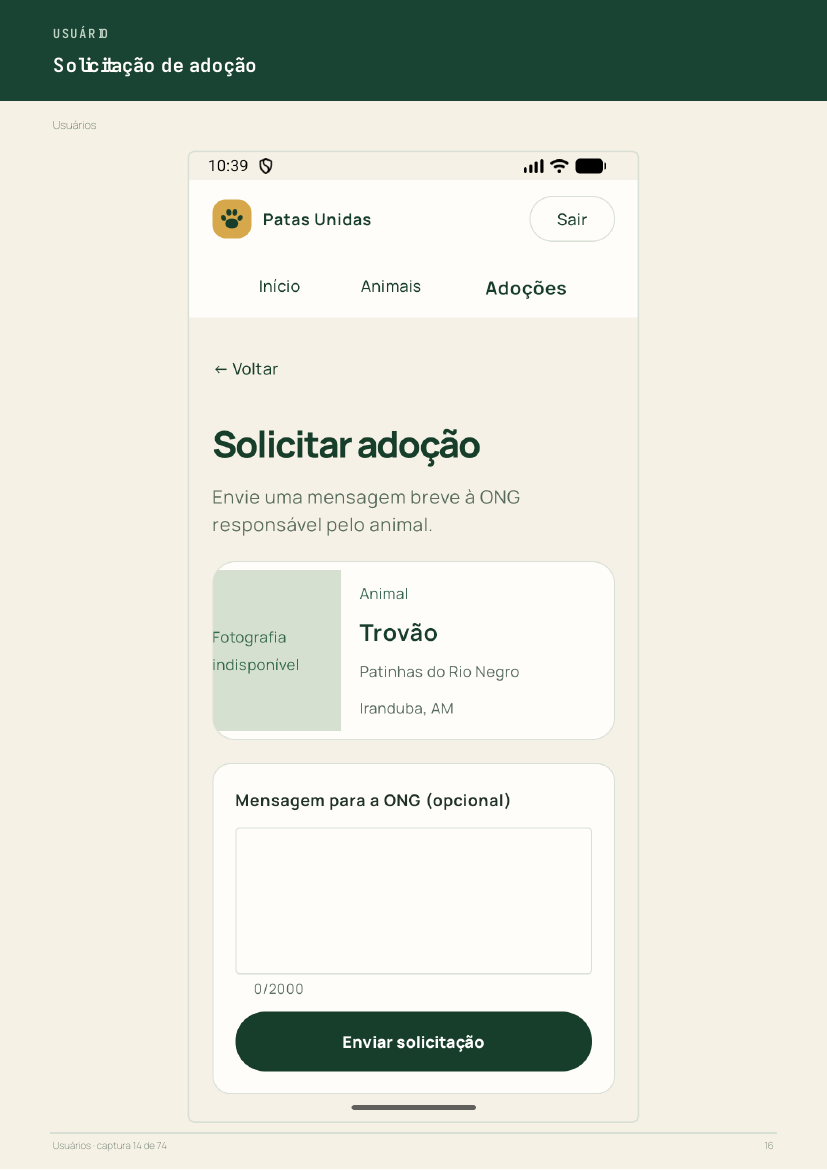 USUÁRIO
Solicitação de adoção
Usuários
10:39
Patas Unidas
Sair
Início Animais Adoções
← Voltar
Solicitar adoção
Envie uma mensagem breve à ONG
responsável pelo animal.
Fotografia
indisponível
Animal
Trovão
Patinhas do Rio Negro
Iranduba, AM
Mensagem para a ONG (opcional)
0/2000
Enviar solicitação
Usuários · captura 14 de 74
16